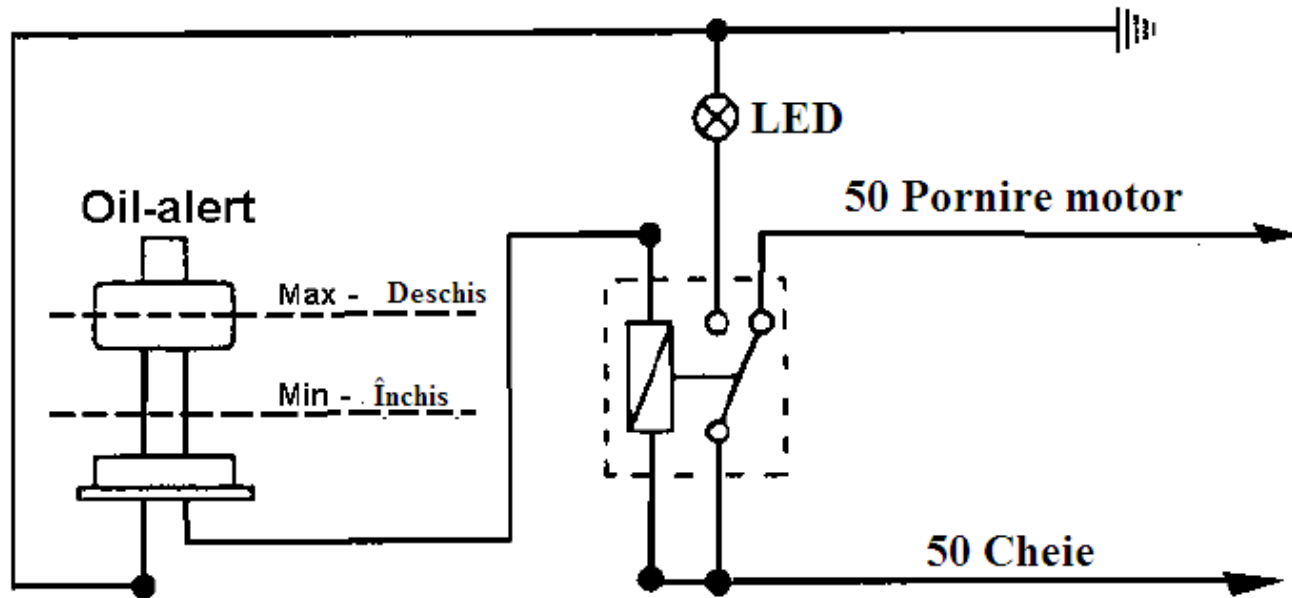 LED
50 Pornire motor
Oil-alert
Max - Deschis
Min - Închis
50 Cheie